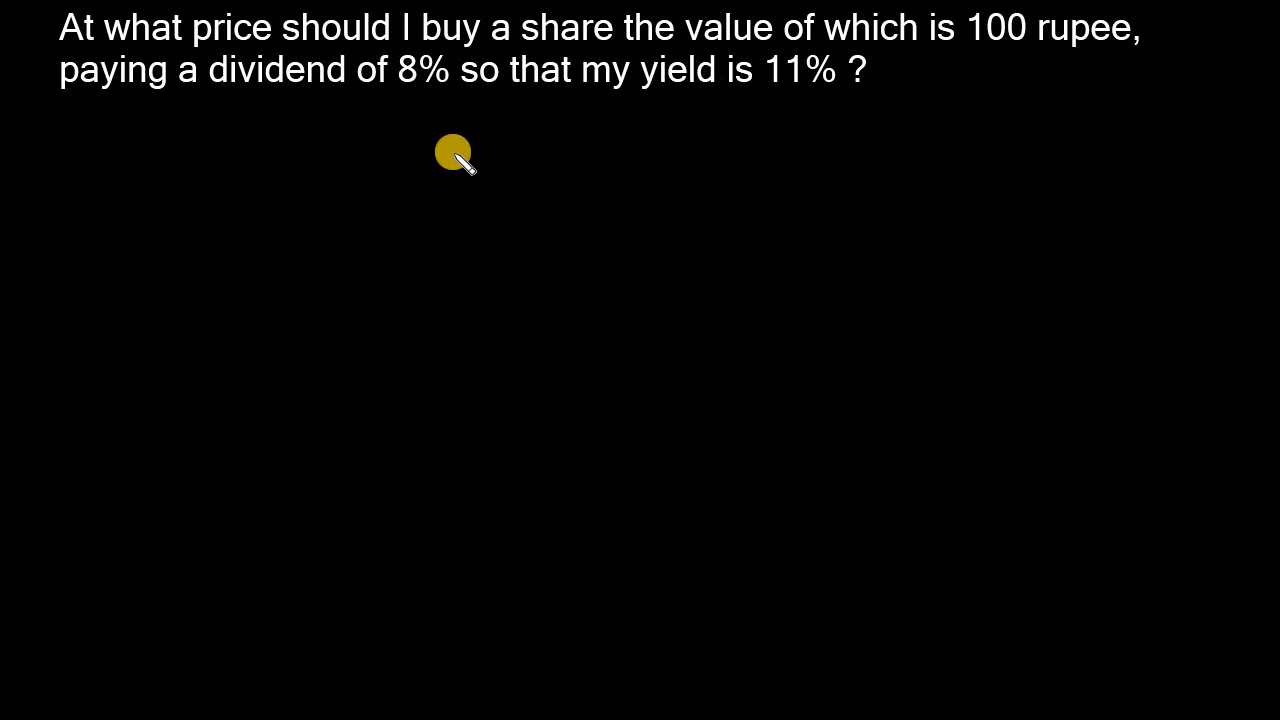 At what price should I buy a share the value of which is 100 rupee,
paying a dividend of 8% so that my yield is 11% ?